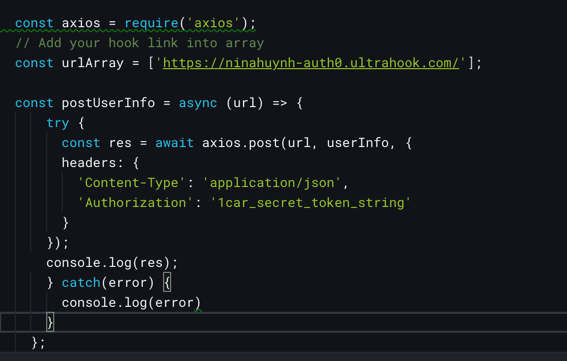 const axios = require('axios');
// Add your hook link into array
const urlArray = ['https://ninahuynh-auth0.ultrahook.com/'];
const postUserInfo = async (url) => {
try {
const res = await axios.post(url, userInfo, {
headers: {
'Content-Type': 'application/json',
'Authorization': '1car_secret_token_string'
}
});
console.log(res);
} catch(error) {
console.log(error)
}
};